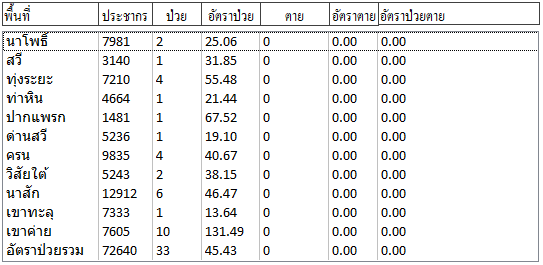 พื้นที่ ประชากร ป่วย อัตราป่วย ตาย อัตราตาย อัตราป่วยตาย
นาโพธิ์ 7981 2 25.06 0 0.00 0.00
สวี 3140 1 31.85 0 0.00 0.00
ทุ่งระยะ 7210 4 55.48 0 0.00 0.00
ท่าหิน 4664 1 21.44 0 0.00 0.00
ปากแพรก 1481 1 67.52 0 0.00 0.00
ด่านสวี 5236 1 19.10 0 0.00 0.00
ครน 9835 4 40.67 0 0.00 0.00
วิสัยใต้ 5243 2 38.15 0 0.00 0.00
นาสัก 12912 6 46.47 0 0.00 0.00
เขาทะลุ 7333 1 13.64 0 0.00 0.00
เขาค่าย 7605 10 131.49 0 0.00 0.00
อัตราป่วยรวม 72640 33 45.43 0 0.00 0.00